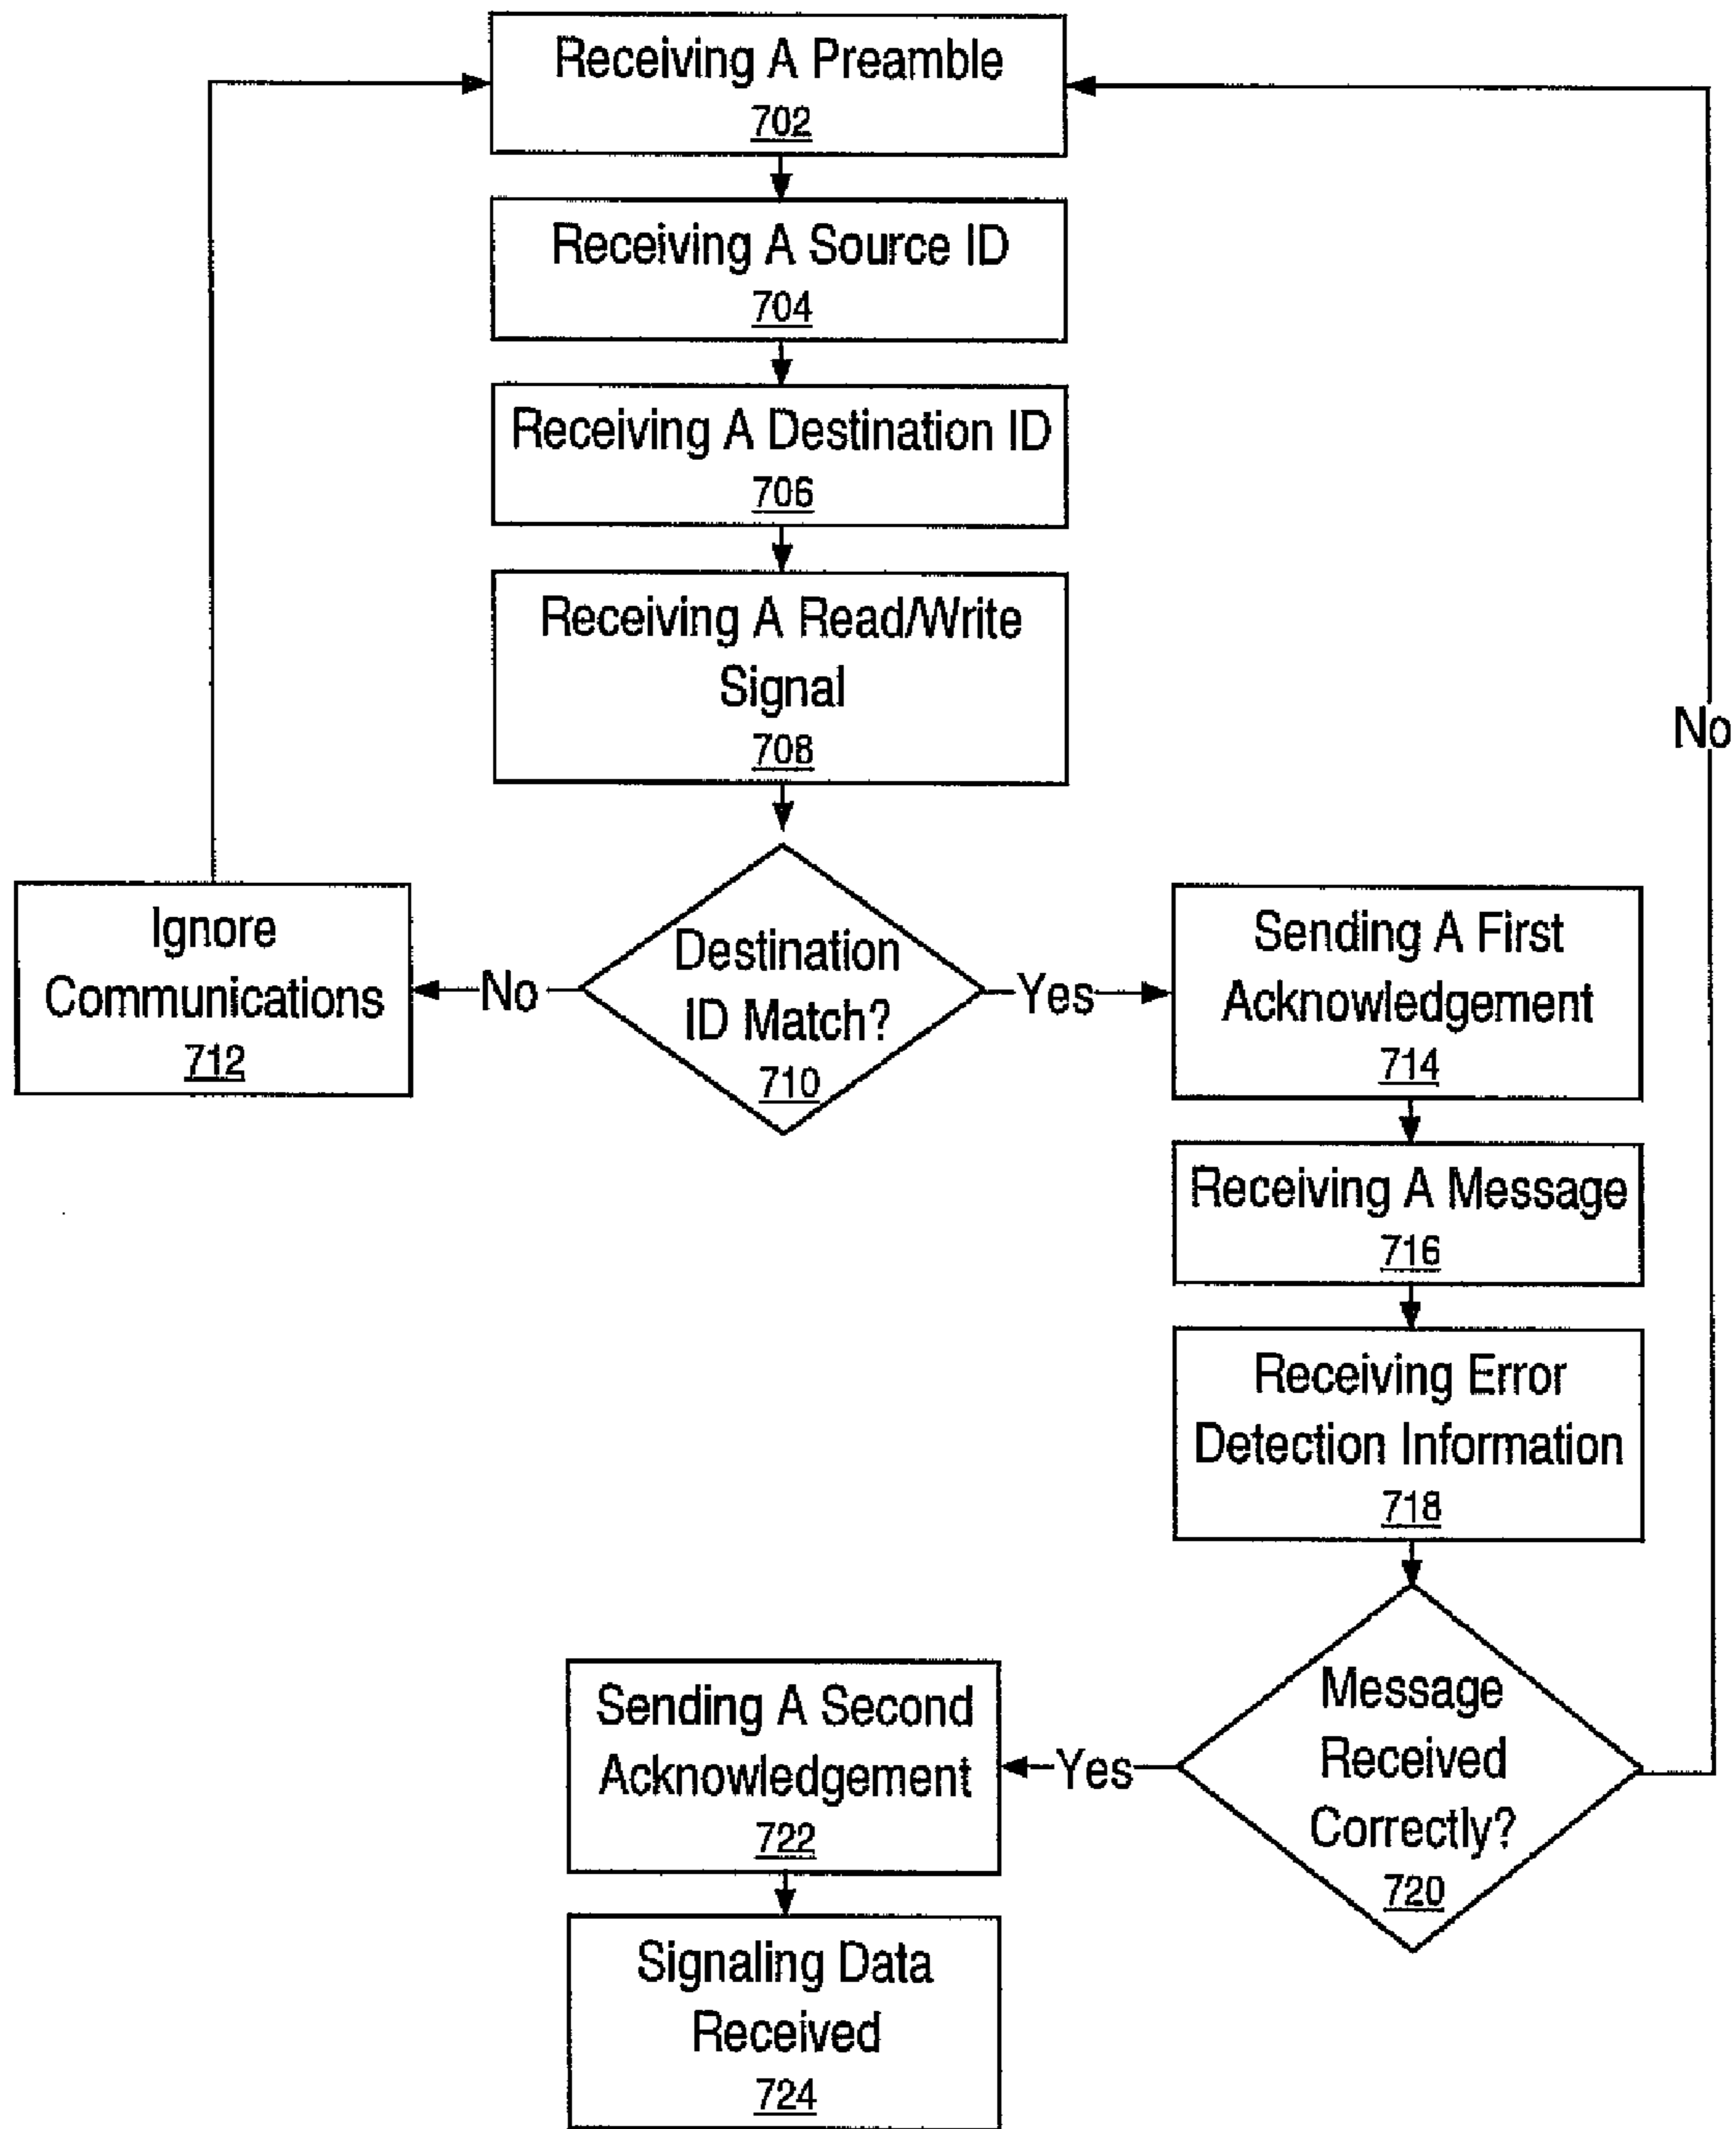 Receiving A Preamble
702
Receiving A Source ID
704
Receiving A Destination ID
706
Receiving A Read/Write
Signal
708
No
Ignore
Communications
712
No
Destination
ID Match?
710
Yes
Sending A First
Acknowledgement
714
Receiving A Message
716
Receiving Error
Detection Information
718
Message
Received
Correctly?
720
Yes
Sending A Second
Acknowledgement
722
Signaling Data
Received
724